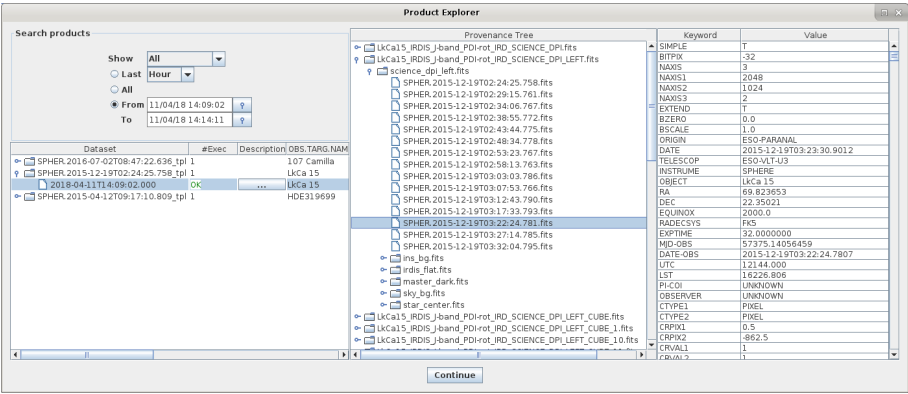 Product Explorer
Search products
Show All
Last Hour
All
From 11/04/18 14:09:02
To 11/04/18 14:14:11
Dataset #Exec Description OBS.TARG.NAM
SPHER.2016-07-02T08:47:22.636_tpl 1 107 Camilla
SPHER.2015-12-19T02:24:25.758_tpl 1 LkCa 15
2018-04-11T14:09:02.000 OK ... LkCa 15
SPHER.2015-04-12T09:17:10.809_tpl 1 HDE319699
Provenance Tree
LkCa15_IRDIS_J-band_PDI-rot_IRD_SCIENCE_DPI.fits
LkCa15_IRDIS_J-band_PDI-rot_IRD_SCIENCE_DPI_LEFT.fits
science_dpi_left.fits
SPHER.2015-12-19T02:24:25.758.fits
SPHER.2015-12-19T02:29:15.761.fits
SPHER.2015-12-19T02:34:06.767.fits
SPHER.2015-12-19T02:38:55.772.fits
SPHER.2015-12-19T02:43:44.775.fits
SPHER.2015-12-19T02:48:34.778.fits
SPHER.2015-12-19T02:53:23.767.fits
SPHER.2015-12-19T02:58:13.763.fits
SPHER.2015-12-19T03:03:03.786.fits
SPHER.2015-12-19T03:07:53.766.fits
SPHER.2015-12-19T03:12:43.790.fits
SPHER.2015-12-19T03:17:33.793.fits
SPHER.2015-12-19T03:22:24.781.fits
SPHER.2015-12-19T03:27:14.785.fits
SPHER.2015-12-19T03:32:04.795.fits
ins_bg.fits
irdis_flat.fits
master_dark.fits
sky_bg.fits
star_center.fits
LkCa15_IRDIS_J-band_PDI-rot_IRD_SCIENCE_DPI_LEFT_CUBE.fits
LkCa15_IRDIS_J-band_PDI-rot_IRD_SCIENCE_DPI_LEFT_CUBE_1.fits
LkCa15_IRDIS_J-band_PDI-rot_IRD_SCIENCE_DPI_LEFT_CUBE_10.fits
Keyword Value
SIMPLE T
BITPIX -32
NAXIS 3
NAXIS1 2048
NAXIS2 1024
NAXIS3 2
EXTEND T
BZERO 0.0
BSCALE 1.0
ORIGIN ESO-PARANAL
DATE 2015-12-19T03:23:30.9012
TELESCOP ESO-VLT-U3
INSTRUME SPHERE
OBJECT LkCa 15
RA 69.823653
DEC 22.35021
EQUINOX 2000.0
RADECSYS FK5
EXPTIME 32.0000000
MJD-OBS 57375.14056459
DATE-OBS 2015-12-19T03:22:24.7807
UTC 12144.000
LST 16226.806
PI-COI UNKNOWN
OBSERVER UNKNOWN
CTYPE1 PIXEL
CTYPE2 PIXEL
CRPIX1 0.5
CRPIX2 -862.5
CRVAL1 1
CRVAL2 1
Continue